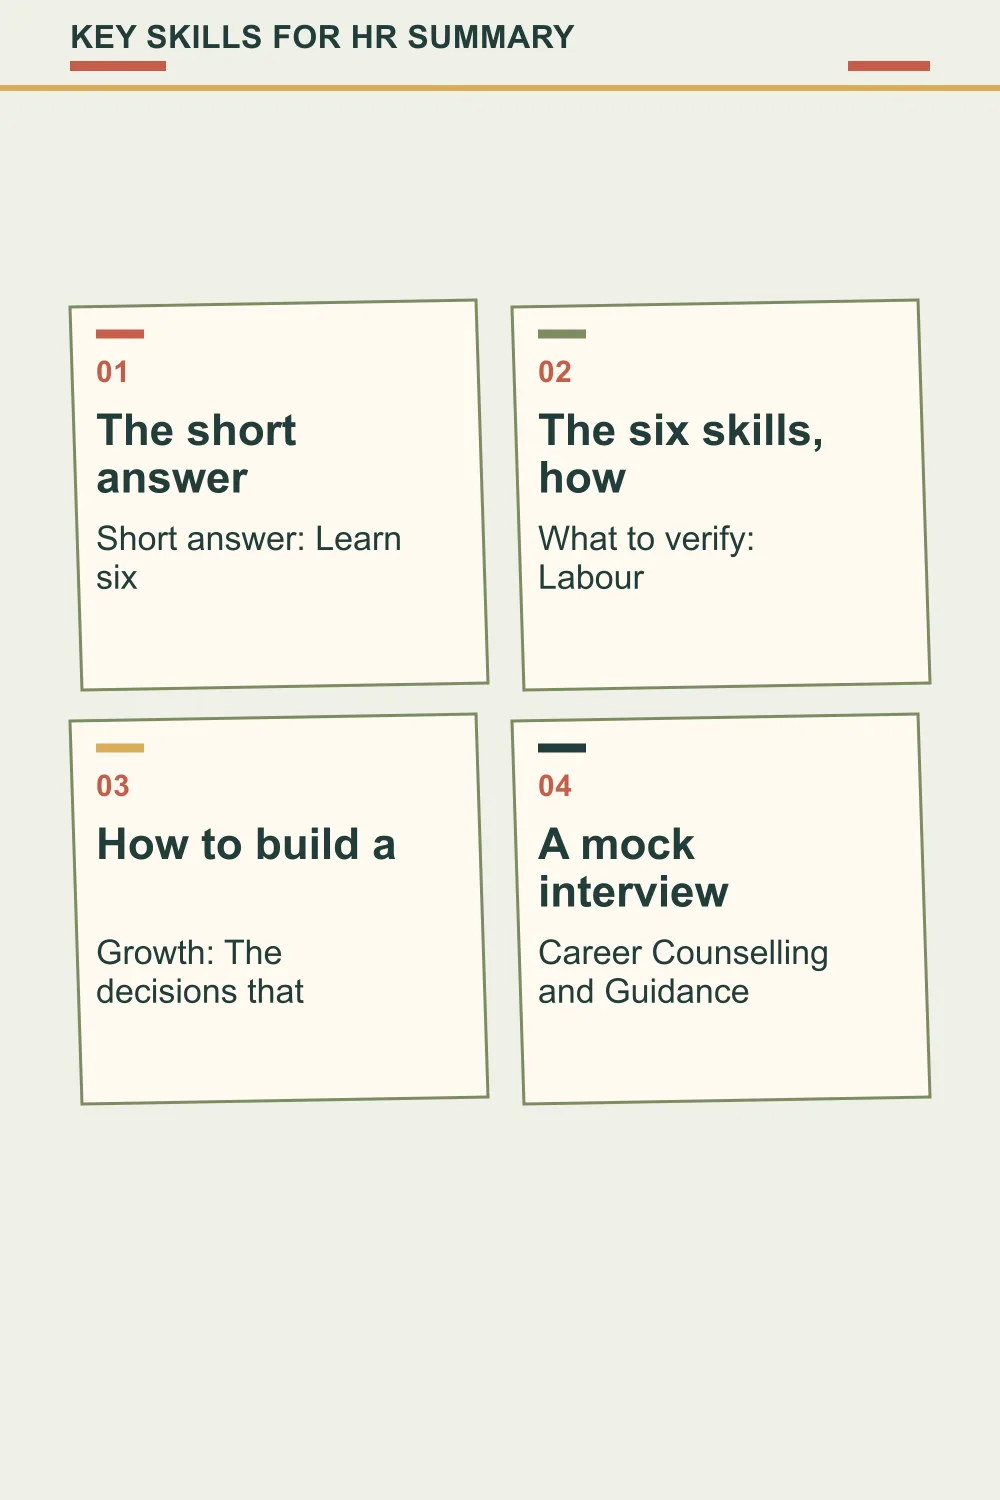 KEY SKILLS FOR HR SUMMARY
01
The short
answer
Short answer: Learn
six
02
The six skills,
how
What to verify:
Labour
03
How to build a
Growth: The
decisions that
04
A mock
interview
Career Counselling
and Guidance